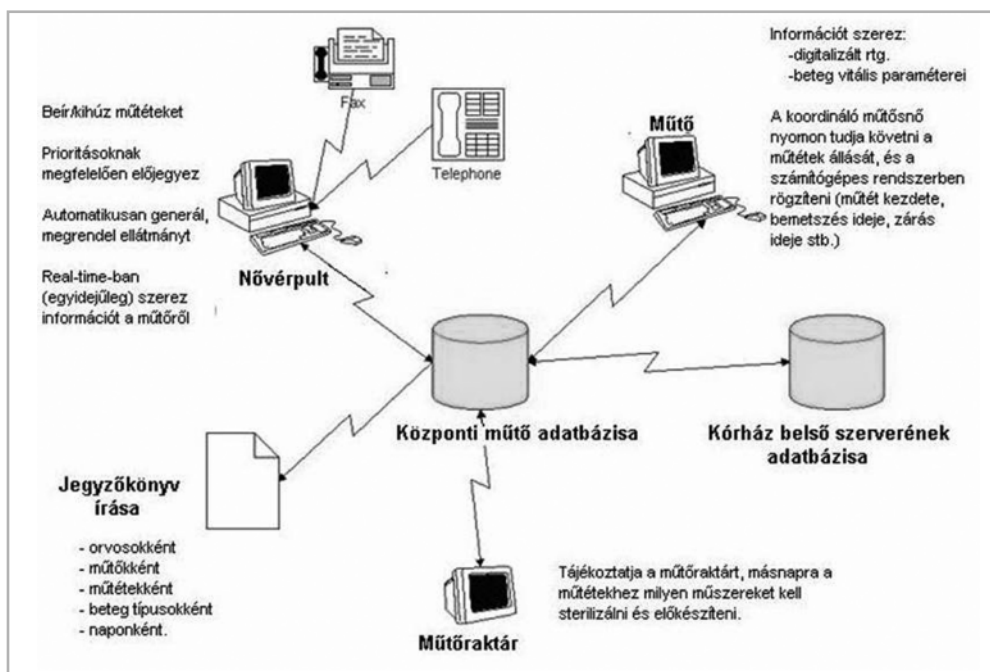 Fax
Telephone
Beír/kihúz műtéteket
Prioritásoknak
megfelelően előjegyez
Automatikusan generál,
megrendel ellátmányt
Real-time-ban
(egyidejűleg) szerez
információt a műtőről
Nővérpult
Információt szerez:
-digitalizált rtg.
-beteg vitális paraméterei
Műtő
A koordináló műtősnő
nyomon tudja követni a
műtétek állását, és a
számítógépes rendszerben
rögzíteni (műtét kezdete,
bemetszés ideje, zárás
ideje stb.)
Központi műtő adatbázisa
Kórház belső szerverének
adatbázisa
Jegyzőkönyv
írása
- orvosokként
- műtőkként
- műtétekként
- beteg típusokként
- naponként.
Műtőraktár
Tájékoztatja a műtőraktárt, másnapra a
műtétekhez milyen műszereket kell
sterilizálni és előkészíteni.